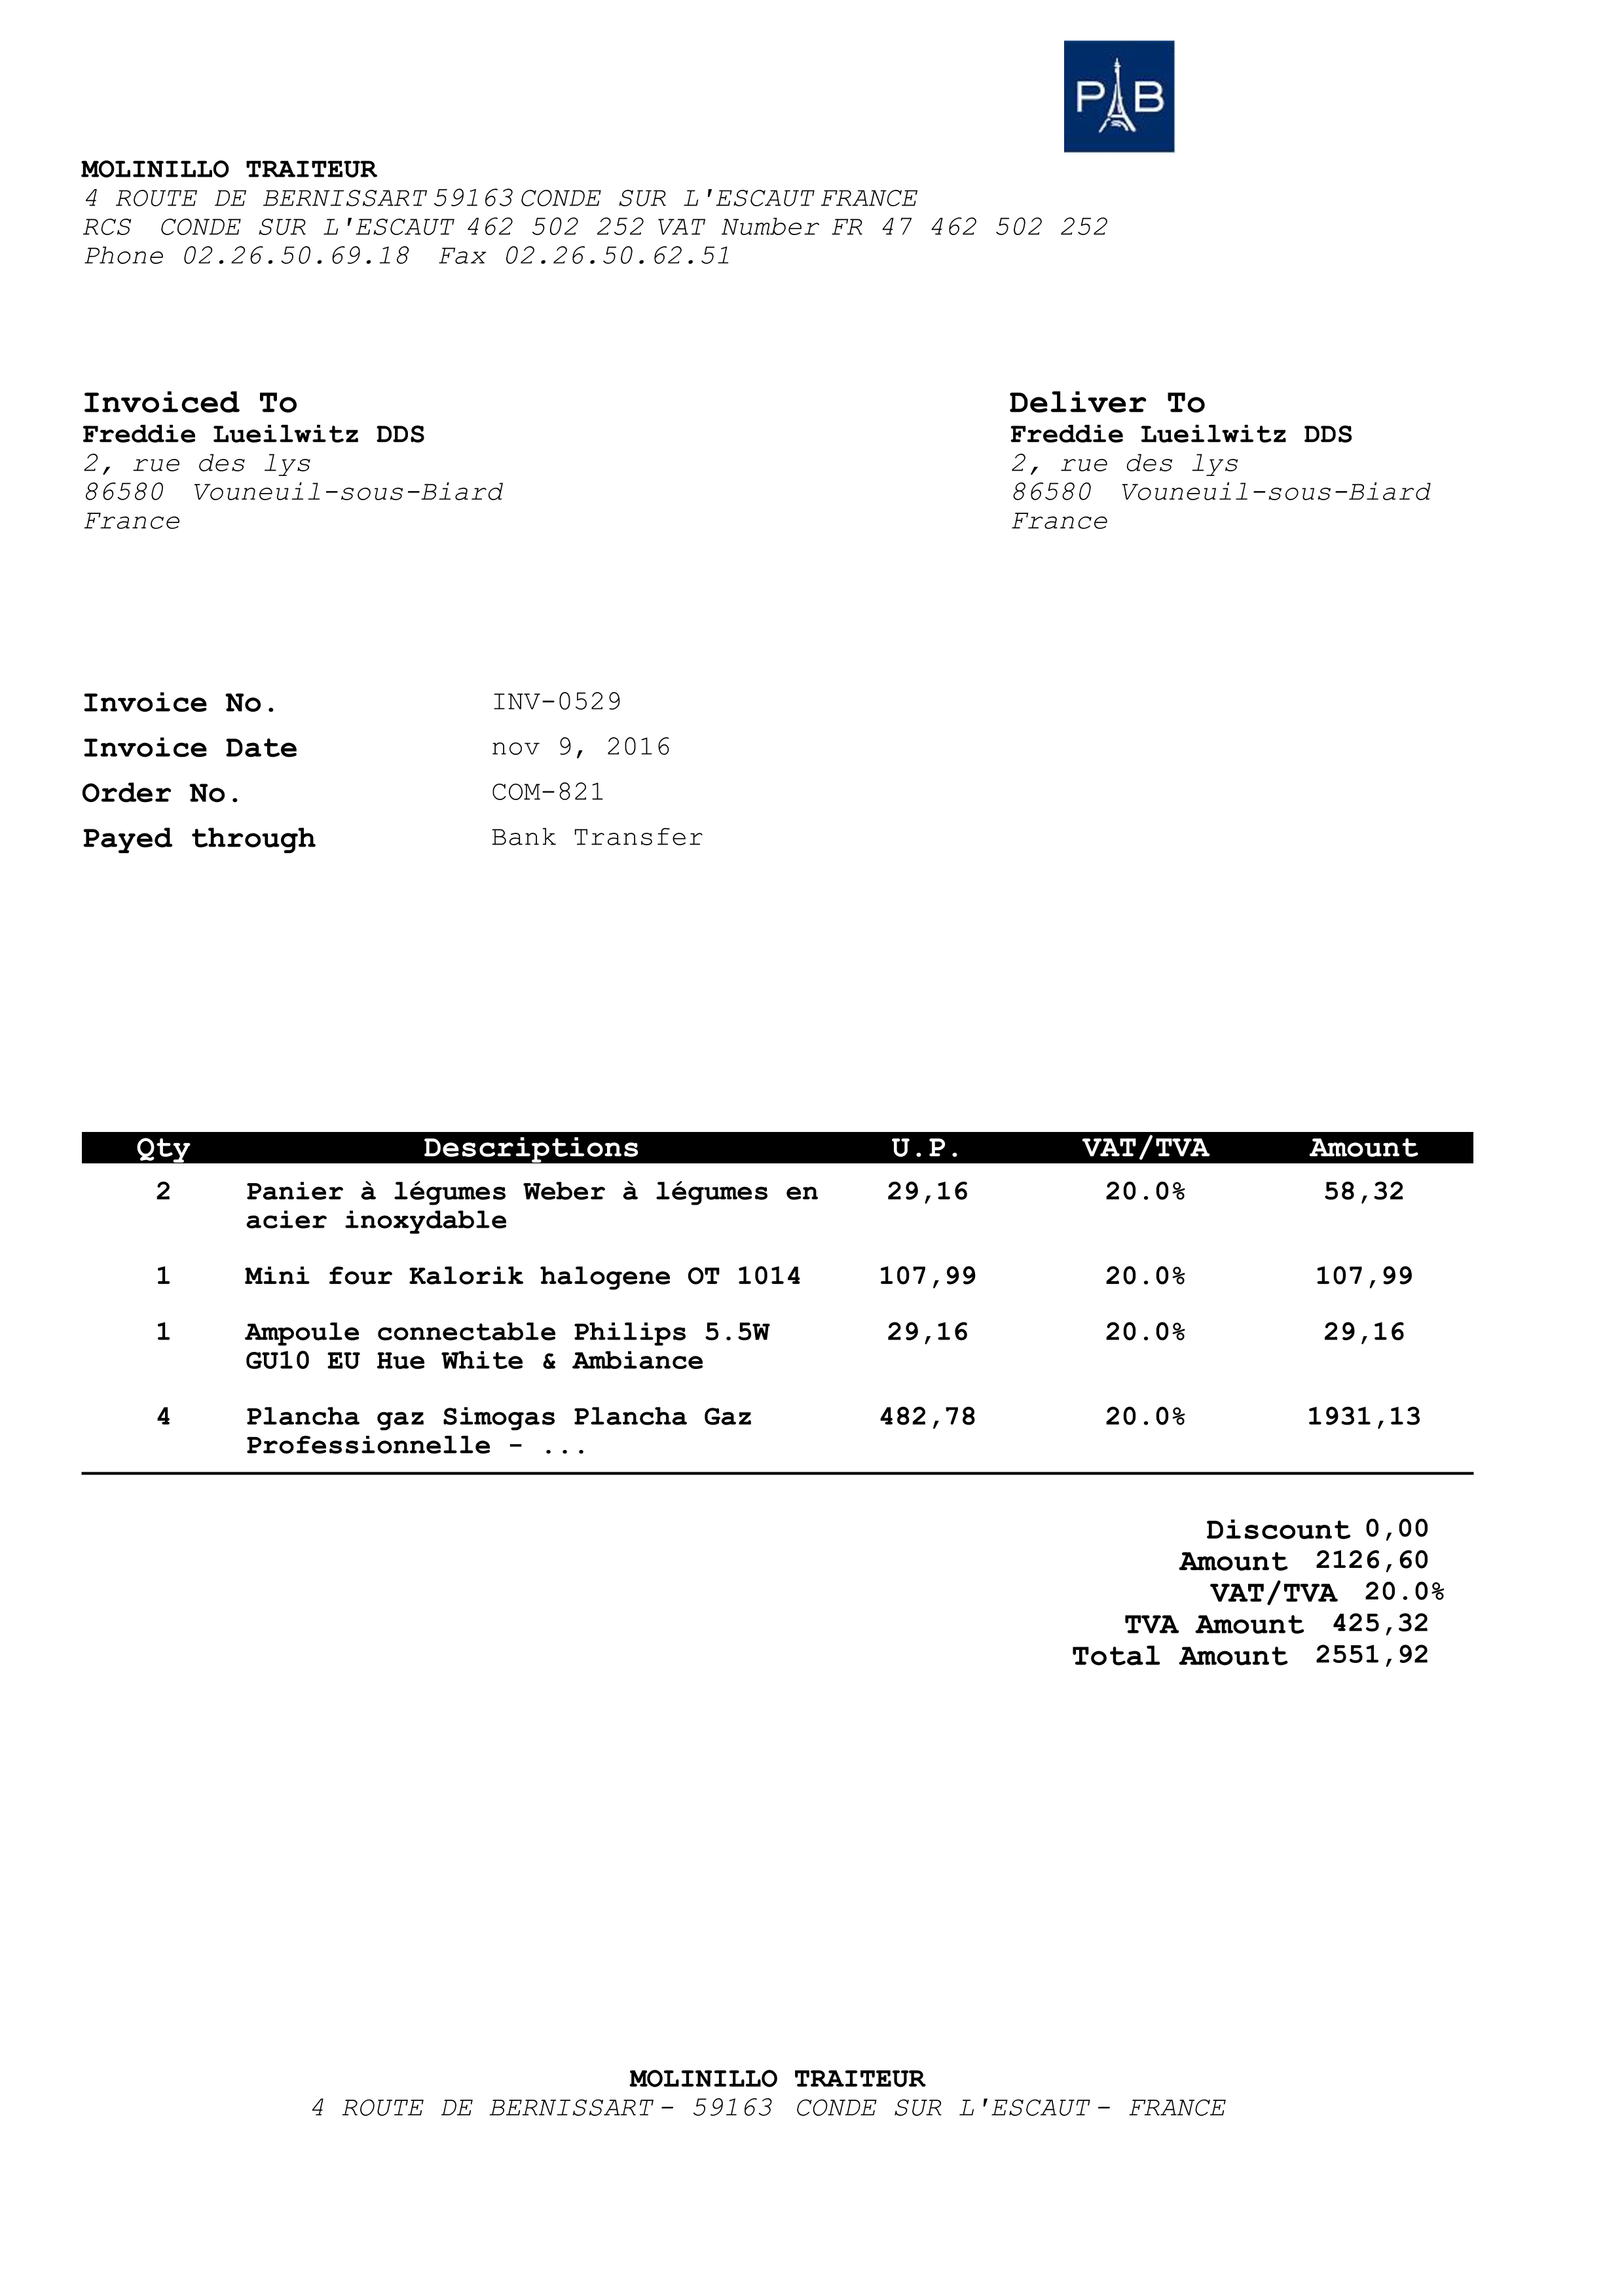 PAB
MOLINILLO TRAITEUR
4 ROUTE DE BERNISSART 59163 CONDE SUR L'ESCAUT FRANCE
RCS CONDE SUR L'ESCAUT 462 502 252 VAT Number FR 47 462 502 252
Phone 02.26.50.69.18 Fax 02.26.50.62.51
Invoiced To
Freddie Lueilwitz DDS
2, rue des lys
86580 Vouneuil-sous-Biard
France
Deliver To
Freddie Lueilwitz DDS
2, rue des lys
86580 Vouneuil-sous-Biard
France
Invoice No. INV-0529
Invoice Date nov 9, 2016
Order No. COM-821
Payed through Bank Transfer
Qty Descriptions U.P. VAT/TVA Amount
2 Panier à légumes Weber à légumes en 29,16 20.0% 58,32
acier inoxydable
1 Mini four Kalorik halogene OT 1014 107,99 20.0% 107,99
1 Ampoule connectable Philips 5.5W 29,16 20.0% 29,16
GU10 EU Hue White & Ambiance
4 Plancha gaz Simogas Plancha Gaz 482,78 20.0% 1931,13
Professionnelle - ...
Discount 0,00
Amount 2126,60
VAT/TVA 20.0%
TVA Amount 425,32
Total Amount 2551,92
MOLINILLO TRAITEUR
4 ROUTE DE BERNISSART - 59163 CONDE SUR L'ESCAUT - FRANCE